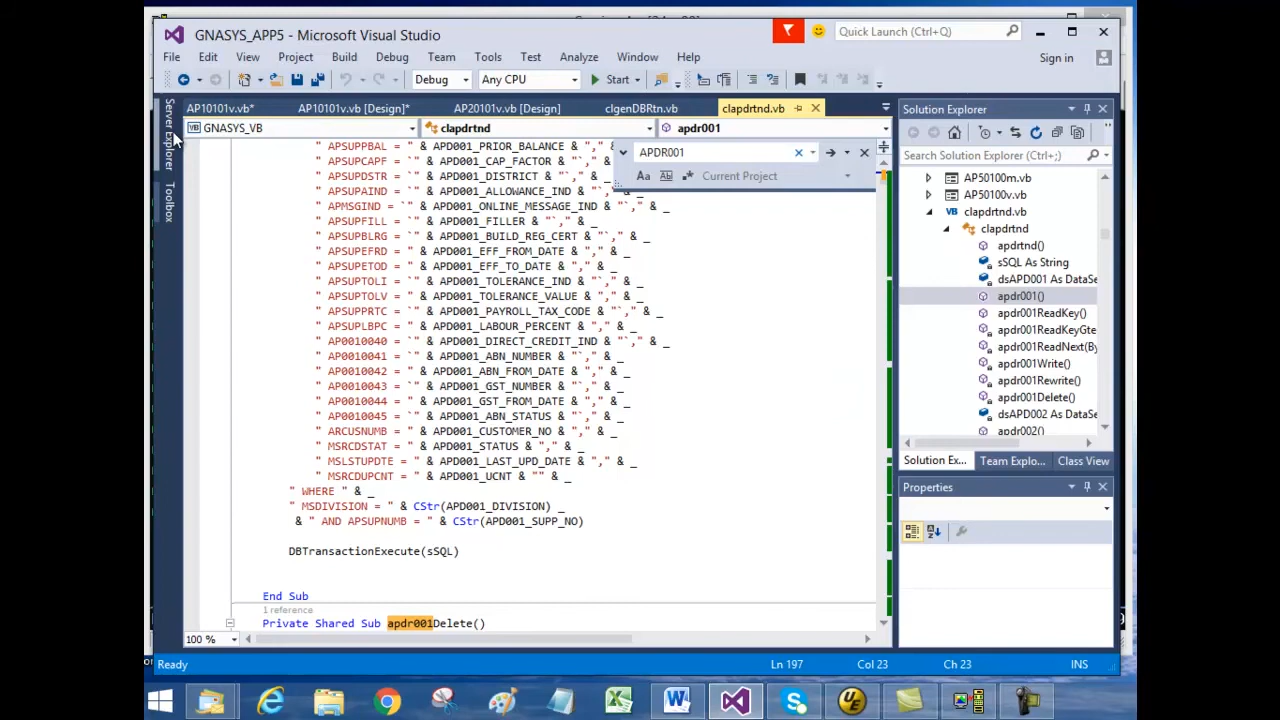 GNASYS_APP5 - Microsoft Visual Studio
Quick Launch (Ctrl+Q)
File Edit View Project Build Debug Team Tools Test Analyze Window Help
Sign in
Debug Any CPU Start
Server Explorer
Toolbox
AP10101v.vb* AP10101v.vb [Design]* AP20101v.vb [Design] clgenDBRtn.vb clapdrtnd.vb
GNASYS_VB clapdrtnd apdr001
APDR001
Aa Current Project
" APSUPPBAL = " & APD001_PRIOR_BALANCE & "," &
" APSUPCAPF = `" & APD001_CAP_FACTOR & "`," &
" APSUPDSTR = `" & APD001_DISTRICT & "`," &
" APSUPAIND = `" & APD001_ALLOWANCE_IND & "`," & _
" APMSGIND = `" & APD001_ONLINE_MESSAGE_IND & "`," & _
" APSUPFILL = `" & APD001_FILLER & "`," & _
" APSUPBLRG = `" & APD001_BUILD_REG_CERT & "`," & _
" APSUPEFRD = " & APD001_EFF_FROM_DATE & "," & _
" APSUPETOD = " & APD001_EFF_TO_DATE & "," & _
" APSUPTOLI = `" & APD001_TOLERANCE_IND & "`," & _
" APSUPTOLV = " & APD001_TOLERANCE_VALUE & "," & _
" APSUPPRTC = `" & APD001_PAYROLL_TAX_CODE & "`," & _
" APSUPLBPC = " & APD001_LABOUR_PERCENT & "," & _
" AP0010040 = `" & APD001_DIRECT_CREDIT_IND & "`," & _
" AP0010041 = `" & APD001_ABN_NUMBER & "`," & _
" AP0010042 = " & APD001_ABN_FROM_DATE & "," & _
" AP0010043 = `" & APD001_GST_NUMBER & "`," & _
" AP0010044 = " & APD001_GST_FROM_DATE & "," & _
" AP0010045 = `" & APD001_ABN_STATUS & "`," & _
" ARCUSNUMB = " & APD001_CUSTOMER_NO & "," & _
" MSRCDSTAT = " & APD001_STATUS & "," & _
" MSLSTUPDTE = " & APD001_LAST_UPD_DATE & "," & _
" MSRCDUPCNT = " & APD001_UCNT & "" & _
" WHERE " & _
" MSDIVISION = " & CStr(APD001_DIVISION) _
& " AND APSUPNUMB = " & CStr(APD001_SUPP_NO)
DBTransactionExecute(sSQL)
End Sub
1 reference
Private Shared Sub apdr001Delete()
100 %
Solution Explorer
Search Solution Explorer
AP50100m.vb
AP50100v.vb
clapdrtnd.vb
clapdrtnd
apdrtnd()
sSQL As String
dsAPD001 As DataSe
apdr001()
apdr001ReadKey()
apdr001ReadKeyGte
apdr001ReadNext(By
apdr001Write()
apdr001Rewrite()
apdr001Delete()
dsAPD002 As DataSe
apdr002()
Solution Ex... Team Explo... Class View
Properties
Ready Ln 197 Col 23 Ch 23 INS